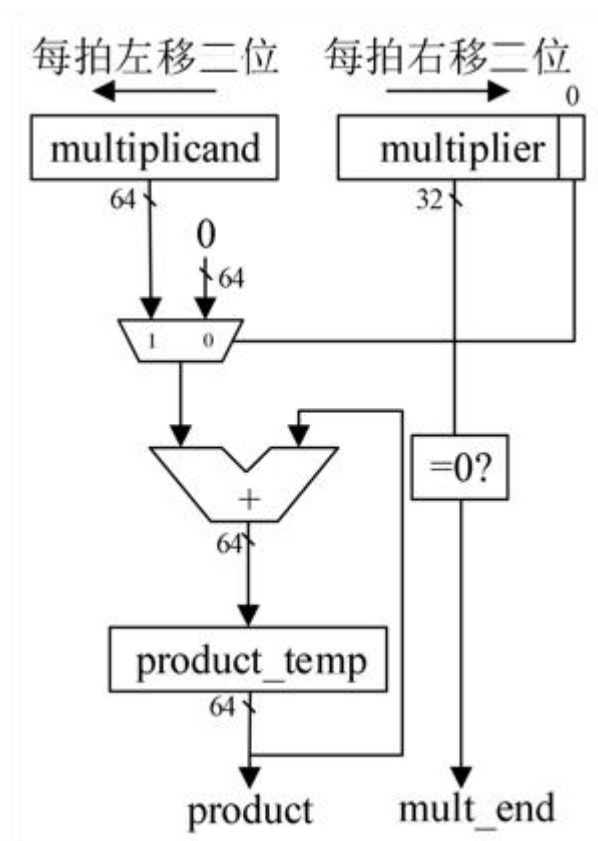 每拍左移二位 每拍右移二位
0
multiplicand multiplier
64 32
0
64
1 0
=0?
+
64
product_temp
64
product mult_end